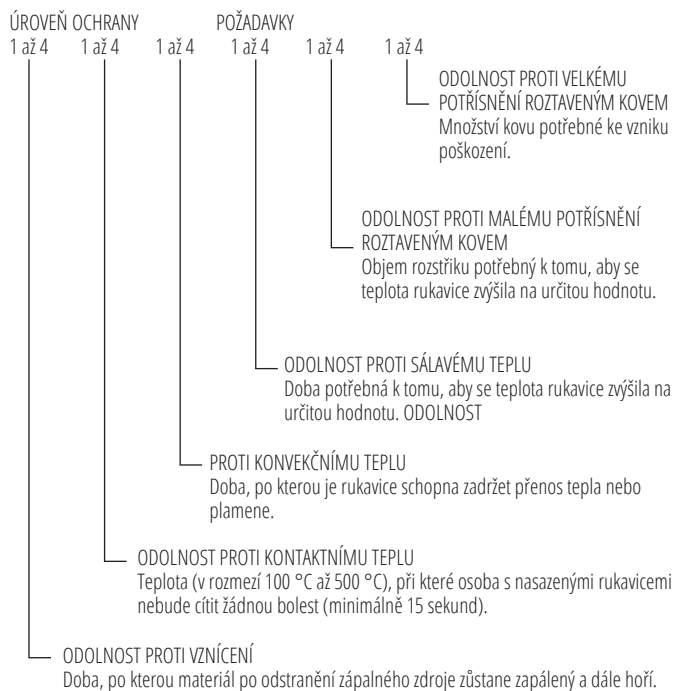 ÚROVEŇ OCHRANY POŽADAVKY
1 až 4 1 až 4 1 až 4 1 až 4 1 až 4 1 až 4
ODOLNOST PROTI VELKÉMU
POTŘÍSNĚNÍ ROZTAVENÝM KOVEM
Množství kovu potřebné ke vzniku
poškození.
ODOLNOST PROTI MALÉMU POTŘÍSNĚNÍ
ROZTAVENÝM KOVEM
Objem rozstřiku potřebný k tomu, aby se
teplota rukavice zvýšila na určitou hodnotu.
ODOLNOST PROTI SÁLAVÉMU TEPLU
Doba potřebná k tomu, aby se teplota rukavice zvýšila na
určitou hodnotu. ODOLNOST
PROTI KONVEKČNÍMU TEPLU
Doba, po kterou je rukavice schopna zadržet přenos tepla nebo
plamene.
ODOLNOST PROTI KONTAKTNÍMU TEPLU
Teplota (v rozmezí 100 °C až 500 °C), při které osoba s nasazenými rukavicemi
nebude cítit žádnou bolest (minimálně 15 sekund).
ODOLNOST PROTI VZNÍCENÍ
Doba, po kterou materiál po odstranění zápalného zdroje zůstane zapálený a dále hoří.